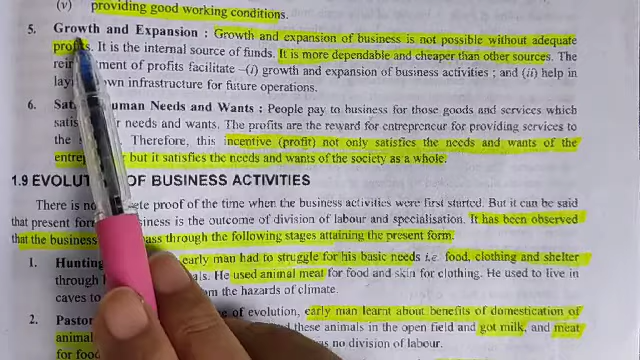 (v) providing good working conditions.
5. Growth and Expansion : Growth and expansion of business is not possible without adequate
profits. It is the internal source of funds. It is more dependable and cheaper than other sources. The
rein ment of profits facilitate –(i) growth and expansion of business activities ; and (ii) help in
lay own infrastructure for future operations.
6. Sat uman Needs and Wants : People pay to business for those goods and services which
satis r needs and wants. The profits are the reward for entrepreneur for providing services to
the s Therefore, this incentive (profit) not only satisfies the needs and wants of the
entrep r but it satisfies the needs and wants of the society as a whole.
1.9 EVOLU OF BUSINESS ACTIVITIES
There is no te proof of the time when the business activities were first started. But it can be said
that present for siness is the outcome of division of labour and specialisation. It has been observed
that the business ass through the following stages attaining the present form.
1. Hunting early man had to struggle for his basic needs i.e. food, clothing and shelter
through als. He used animal meat for food and skin for clothing. He used to live in
caves to om the hazards of climate.
2. Pastor e of evolution, early man learnt about benefits of domestication of
animal these animals in the open field and got milk, and meat
for food as no division of labour.